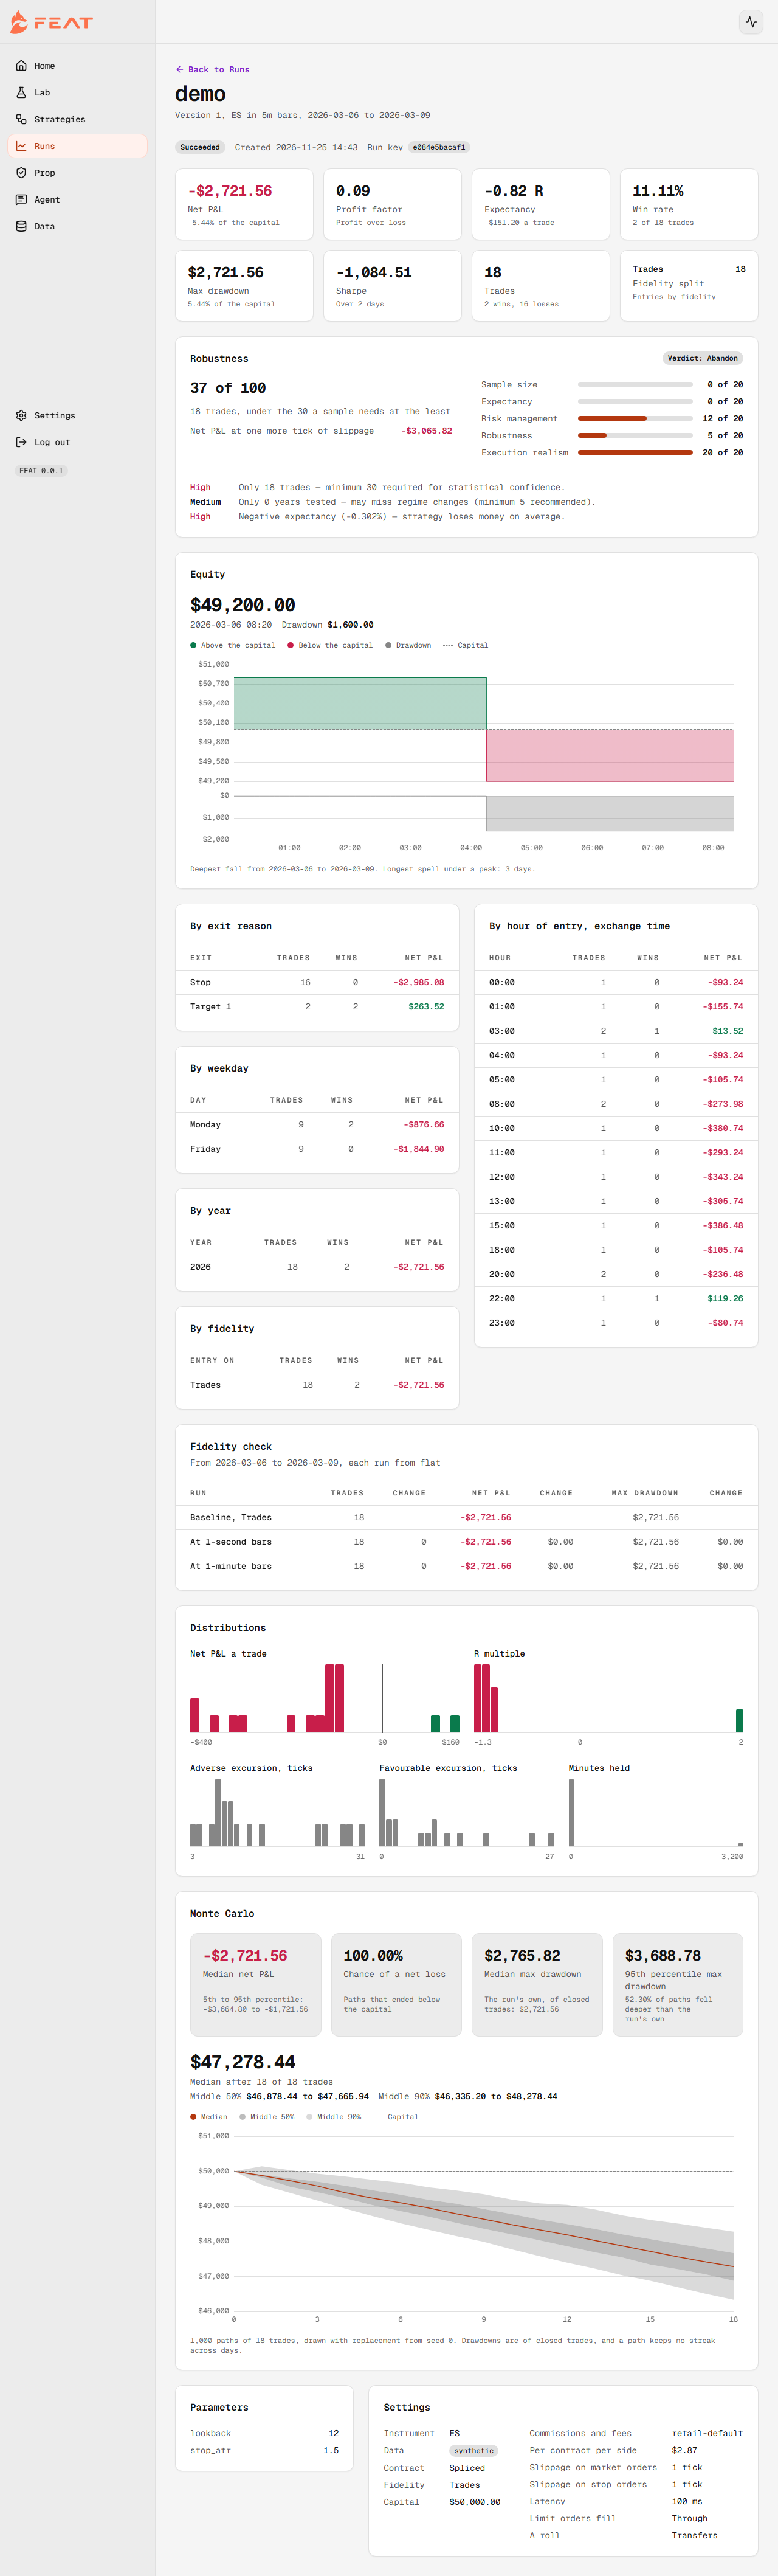 FEAT
Home
Lab
Strategies
Runs
Prop
Agent
Data
Settings
Log out
FEAT 0.0.1
← Back to Runs
demo
Version 1, ES in 5m bars, 2026-03-06 to 2026-03-09
Succeeded Created 2026-11-25 14:43 Run key e084e5bacaf1
-$2,721.56
Net P&L
-5.44% of the capital
0.09
Profit factor
Profit over loss
-0.82 R
Expectancy
-$151.20 a trade
11.11%
Win rate
2 of 18 trades
$2,721.56
Max drawdown
5.44% of the capital
-1,084.51
Sharpe
Over 2 days
18
Trades
2 wins, 16 losses
Trades 18
Fidelity split
Entries by fidelity
Robustness
Verdict: Abandon
37 of 100
18 trades, under the 30 a sample needs at the least
Net P&L at one more tick of slippage -$3,065.82
Sample size 0 of 20
Expectancy 0 of 20
Risk management 12 of 20
Robustness 5 of 20
Execution realism 20 of 20
High Only 18 trades — minimum 30 required for statistical confidence.
Medium Only 0 years tested — may miss regime changes (minimum 5 recommended).
High Negative expectancy (-0.302%) — strategy loses money on average.
Equity
$49,200.00
2026-03-06 08:20 Drawdown $1,600.00
Above the capital Below the capital Drawdown Capital
$51,000
$50,700
$50,400
$50,100
$49,800
$49,500
$49,200
$0
$1,000
$2,000
01:00 02:00 03:00 04:00 05:00 06:00 07:00 08:00
Deepest fall from 2026-03-06 to 2026-03-09. Longest spell under a peak: 3 days.
By exit reason
EXIT TRADES WINS NET P&L
Stop 16 0 -$2,985.08
Target 1 2 2 $263.52
By weekday
DAY TRADES WINS NET P&L
Monday 9 2 -$876.66
Friday 9 0 -$1,844.90
By year
YEAR TRADES WINS NET P&L
2026 18 2 -$2,721.56
By fidelity
ENTRY ON TRADES WINS NET P&L
Trades 18 2 -$2,721.56
By hour of entry, exchange time
HOUR TRADES WINS NET P&L
00:00 1 0 -$93.24
01:00 1 0 -$155.74
03:00 2 1 $13.52
04:00 1 0 -$93.24
05:00 1 0 -$105.74
08:00 2 0 -$273.98
10:00 1 0 -$380.74
11:00 1 0 -$293.24
12:00 1 0 -$343.24
13:00 1 0 -$305.74
15:00 1 0 -$386.48
18:00 1 0 -$105.74
20:00 2 0 -$236.48
22:00 1 1 $119.26
23:00 1 0 -$80.74
Fidelity check
From 2026-03-06 to 2026-03-09, each run from flat
RUN TRADES CHANGE NET P&L CHANGE MAX DRAWDOWN CHANGE
Baseline, Trades 18 -$2,721.56 $2,721.56
At 1-second bars 18 0 -$2,721.56 $0.00 $2,721.56 $0.00
At 1-minute bars 18 0 -$2,721.56 $0.00 $2,721.56 $0.00
Distributions
Net P&L a trade
-$400 $0 $160
R multiple
-1.3 0 2
Adverse excursion, ticks
3 31
Favourable excursion, ticks
0 27
Minutes held
0 3,200
Monte Carlo
-$2,721.56
Median net P&L
5th to 95th percentile:
-$3,664.80 to -$1,721.56
100.00%
Chance of a net loss
Paths that ended below
the capital
$2,765.82
Median max drawdown
The run's own, of closed
trades: $2,721.56
$3,688.78
95th percentile max
drawdown
52.30% of paths fell
deeper than the
run's own
$47,278.44
Median after 18 of 18 trades
Middle 50% $46,878.44 to $47,665.94 Middle 90% $46,335.20 to $48,278.44
Median Middle 50% Middle 90% Capital
$51,000
$50,000
$49,000
$48,000
$47,000
$46,000
0 3 6 9 12 15 18
1,000 paths of 18 trades, drawn with replacement from seed 0. Drawdowns are of closed trades, and a path keeps no streak
across days.
Parameters
lookback 12
stop_atr 1.5
Settings
Instrument ES
Data synthetic
Contract Spliced
Fidelity Trades
Capital $50,000.00
Commissions and fees retail-default
Per contract per side $2.87
Slippage on market orders 1 tick
Slippage on stop orders 1 tick
Latency 100 ms
Limit orders fill Through
A roll Transfers